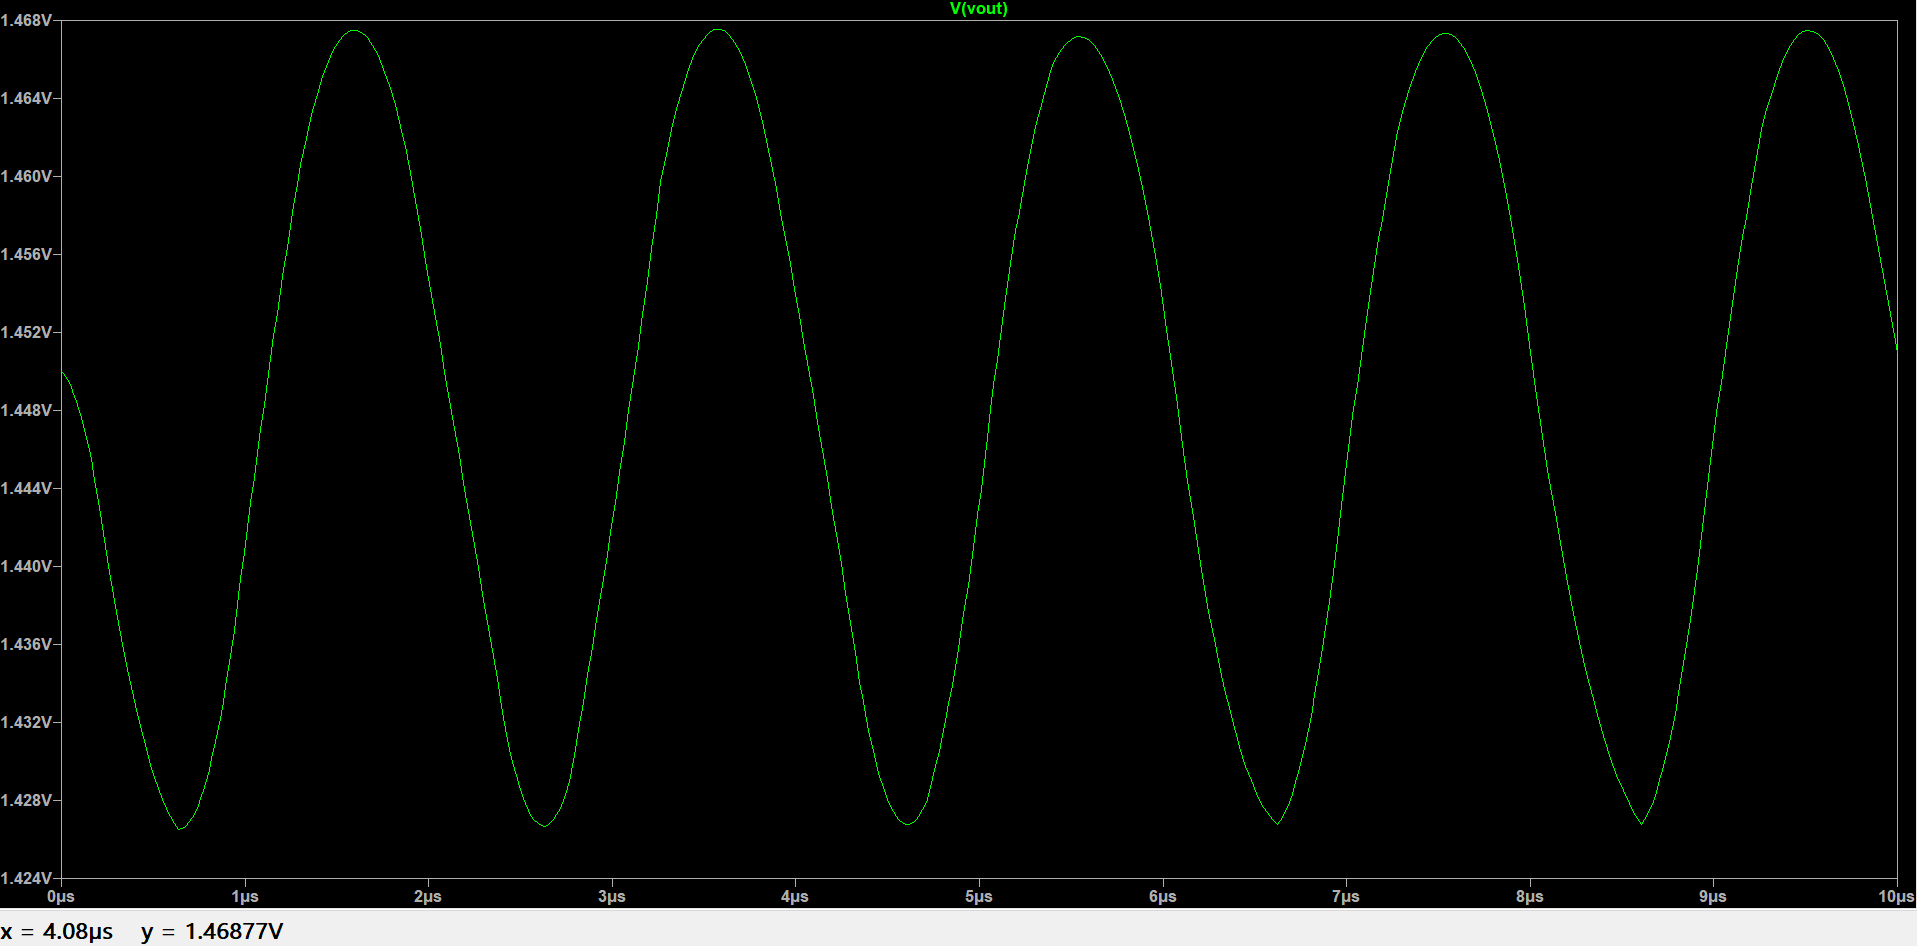 V(vout)
1.468V
1.464V
1.460V
1.456V
1.452V
1.448V
1.444V
1.440V
1.436V
1.432V
1.428V
1.424V
0µs 1µs 2µs 3µs 4µs 5µs 6µs 7µs 8µs 9µs 10µs
x = 4.08µs y = 1.46877V